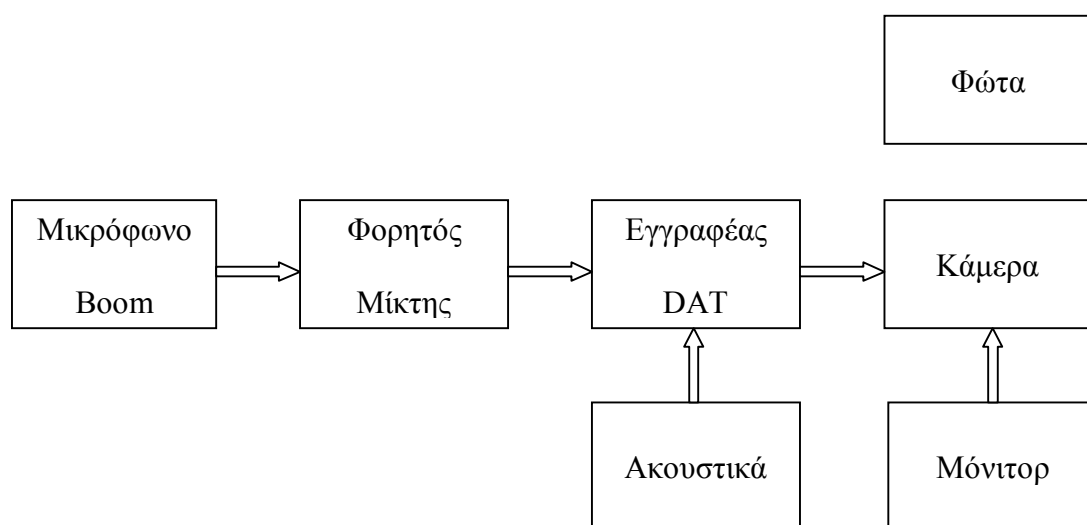 Φώτα
Μικρόφωνο
Boom
Φορητός
Μίκτης
Εγγραφέας
DAT
Κάμερα
Ακουστικά
Μόνιτορ